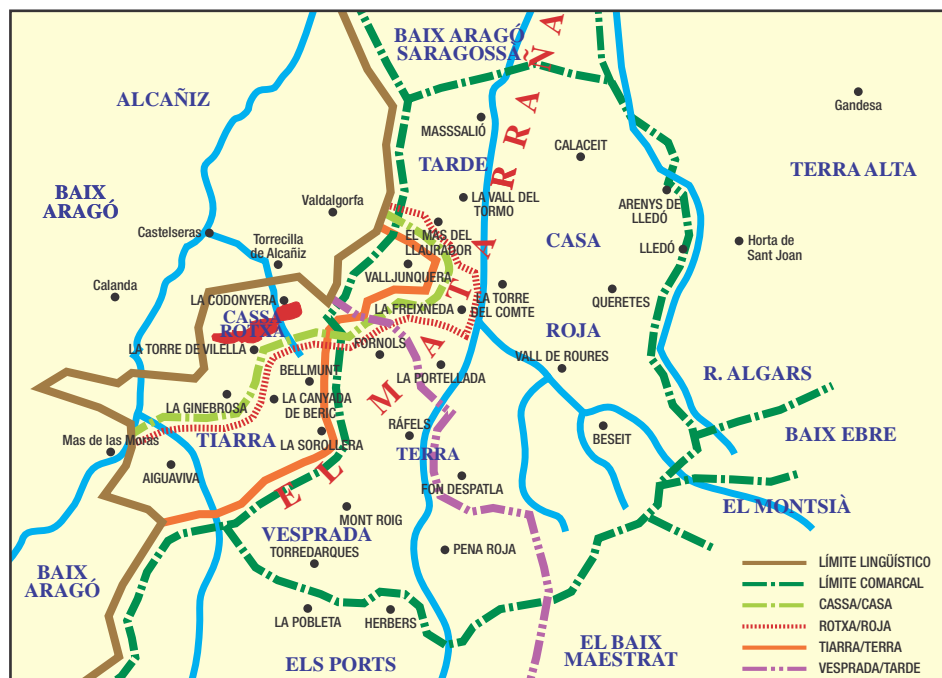 BAIX ARAGÓ
SARAGOSSA
ALCAÑIZ
Gandesa
MASSSALIÓ
CALACEIT
TARDE
TERRA ALTA
BAIX
ARAGÓ
Valdalgorfa
LA VALL DEL
TORMO
ARENYS DE
LLEDÓ
Castelseras
EL MAS DEL
LLAURADOR
CASA
LLEDÓ
Horta de
Sant Joan
Torrecilla
de Alcañiz
VALLJUNQUERA
Calanda
LA CODONYERA
LA TORRE
DEL COMTE
QUERETES
CASSA
ROTXA
LA FREIXNEDA
ROJA
LA TORRE DE VILELLA
FORNOLS
VALL DE ROURES
BELLMUNT
LA PORTELLADA
R. ALGARS
LA GINEBROSA
LA CANYADA
DE BERIC
Mas de las Moras
TIARRA
LA SOROLLERA
RÁFELS
BESEIT
BAIX EBRE
TERRA
AIGUAVIVA
FON DESPATLA
EL MATARRAÑA
EL MONTSIÀ
MONT ROIG
VESPRADA
TORREDARQUES
PENA ROJA
BAIX
ARAGÓ
LA POBLETA
HERBERS
ELS PORTS
EL BAIX
MAESTRAT
LÍMITE LINGÜÍSTICO
LÍMITE COMARCAL
CASSA/CASA
ROTXA/ROJA
TIARRA/TERRA
VESPRADA/TARDE